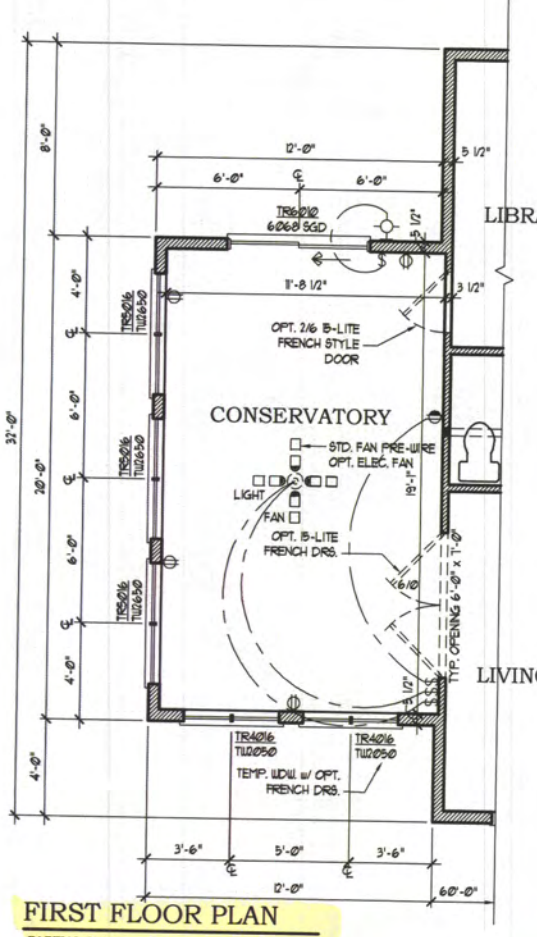 12'-0"
5 1/2"
6'-0"
6'-0"
8'-0"
TR6010
6068 SGD
5 1/2"
LIBRA
11'-8 1/2"
3 1/2"
4'-0"
TR5016
TW2650
OPT. 2/6 15-LITE
FRENCH STYLE
DOOR
6'-0"
CONSERVATORY
STD. FAN PRE-WIRE
OPT. ELEC. FAN
32'-0"
20'-0"
TR5016
TW2650
19'-1"
LIGHT
FAN
OPT. 15-LITE
FRENCH DRS.
6'-0"
6/0
TYP. OPENING 6'-0" x 7'-0"
TR5016
TW2650
LIVING
4'-0"
5 1/2"
$$$
TR4016
TW2050
TR4016
TW2050
4'-0"
TEMP. WDW. w/ OPT.
FRENCH DRS.
3'-6"
5'-0"
3'-6"
12'-0"
60'-0"
FIRST FLOOR PLAN